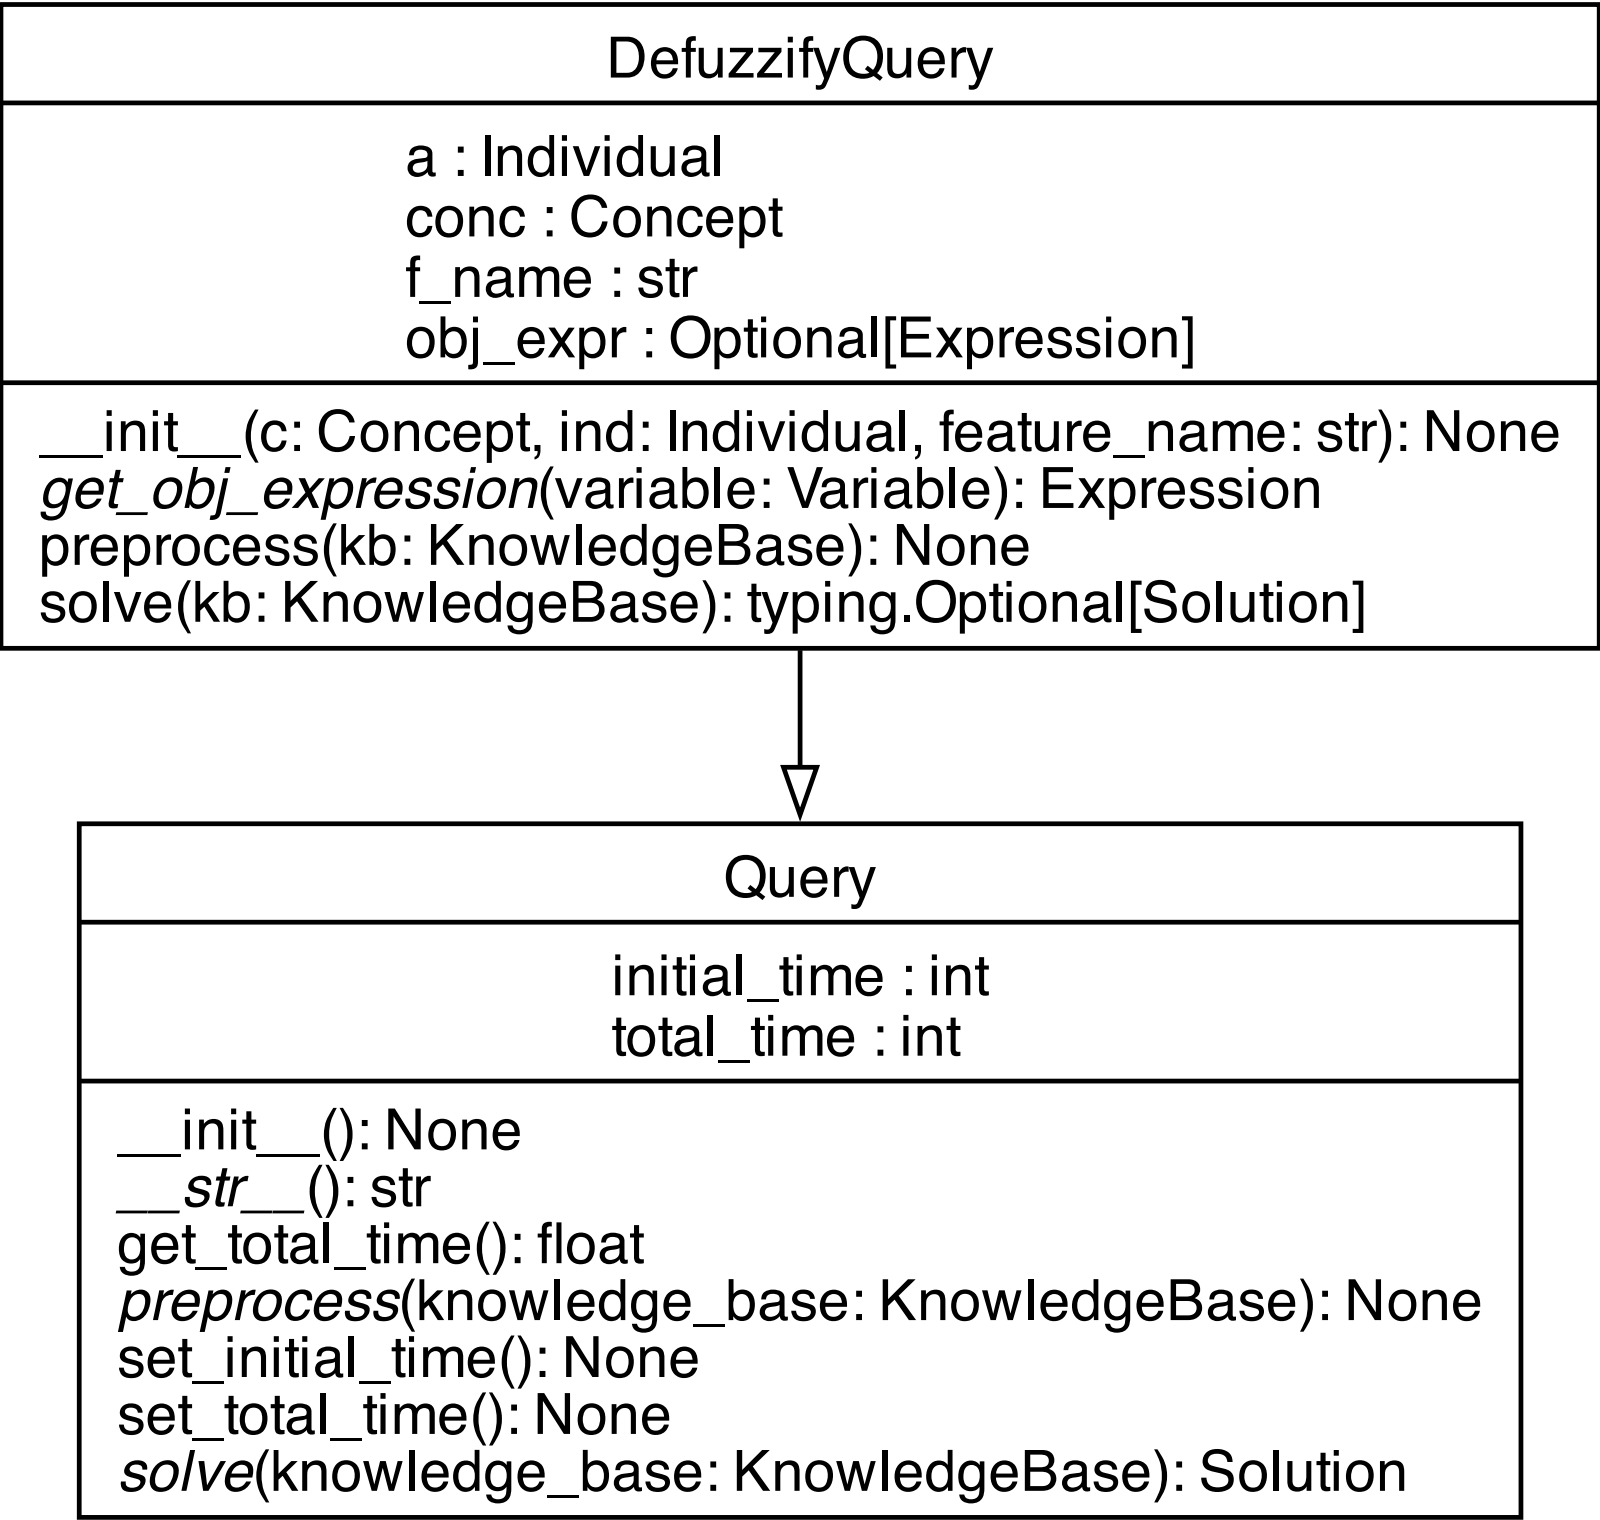 DefuzzifyQuery
a : Individual
conc : Concept
f_name : str
obj_expr : Optional[Expression]
__init__(c: Concept, ind: Individual, feature_name: str): None
get_obj_expression(variable: Variable): Expression
preprocess(kb: KnowledgeBase): None
solve(kb: KnowledgeBase): typing.Optional[Solution]
Query
initial_time : int
total_time : int
__init__(): None
__str__(): str
get_total_time(): float
preprocess(knowledge_base: KnowledgeBase): None
set_initial_time(): None
set_total_time(): None
solve(knowledge_base: KnowledgeBase): Solution